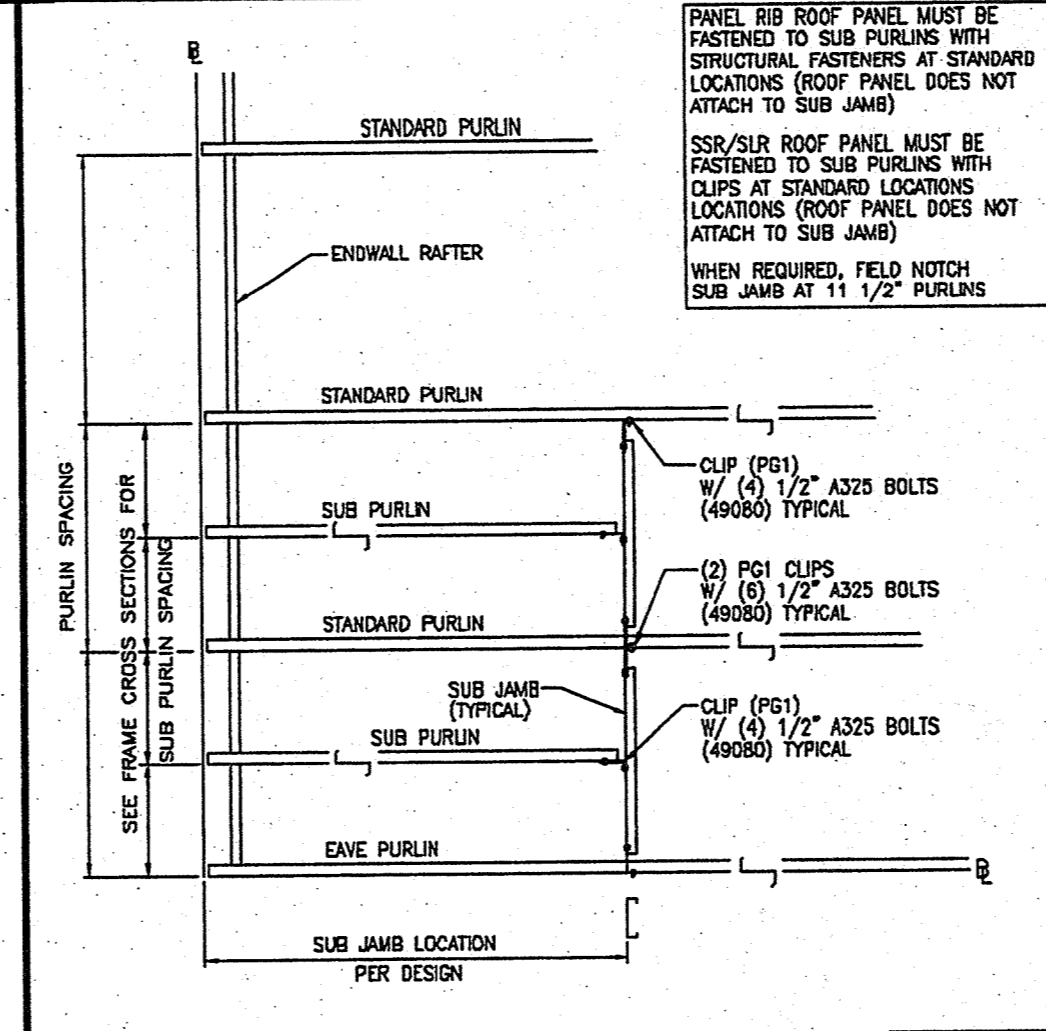 PANEL RIB ROOF PANEL MUST BE
FASTENED TO SUB PURLINS WITH
STRUCTURAL FASTENERS AT STANDARD
LOCATIONS (ROOF PANEL DOES NOT
ATTACH TO SUB JAMB)
SSR/SLR ROOF PANEL MUST BE
FASTENED TO SUB PURLINS WITH
CLIPS AT STANDARD LOCATIONS
LOCATIONS (ROOF PANEL DOES NOT
ATTACH TO SUB JAMB)
WHEN REQUIRED, FIELD NOTCH
SUB JAMB AT 11 1/2" PURLINS
BL
STANDARD PURLIN
ENDWALL RAFTER
STANDARD PURLIN
CLIP (PG1)
W/ (4) 1/2" A325 BOLTS
(49080) TYPICAL
SUB PURLIN
PURLIN SPACING
SEE FRAME CROSS SECTIONS FOR
SUB PURLIN SPACING
(2) PG1 CLIPS
W/ (6) 1/2" A325 BOLTS
(49080) TYPICAL
STANDARD PURLIN
SUB JAMB
(TYPICAL)
CLIP (PG1)
W/ (4) 1/2" A325 BOLTS
(49080) TYPICAL
SUB PURLIN
EAVE PURLIN
BL
SUB JAMB LOCATION
PER DESIGN